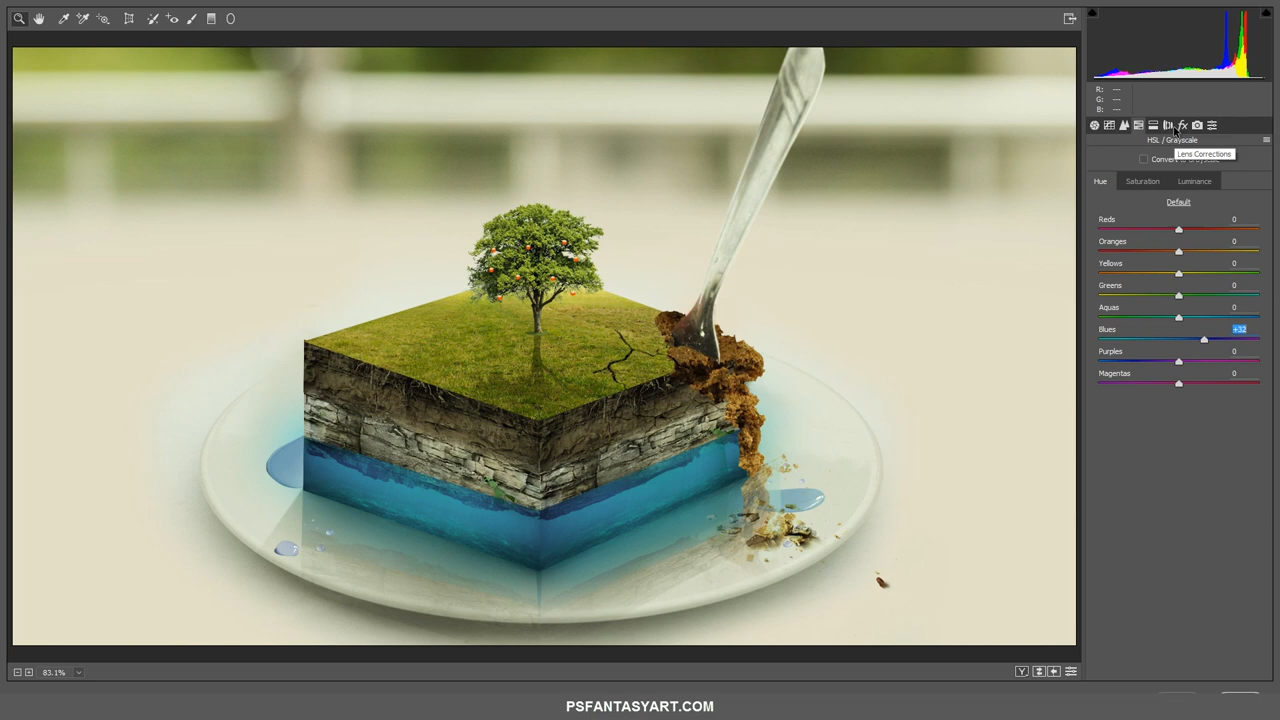 R: ---
G: ---
B: ---
HSL / Grayscale
Lens Corrections
Hue Saturation Luminance
Default
Reds 0
Oranges 0
Yellows 0
Greens 0
Aquas 0
Blues +32
Purples 0
Magentas 0
83.1%
Y
PSFANTASYART.COM